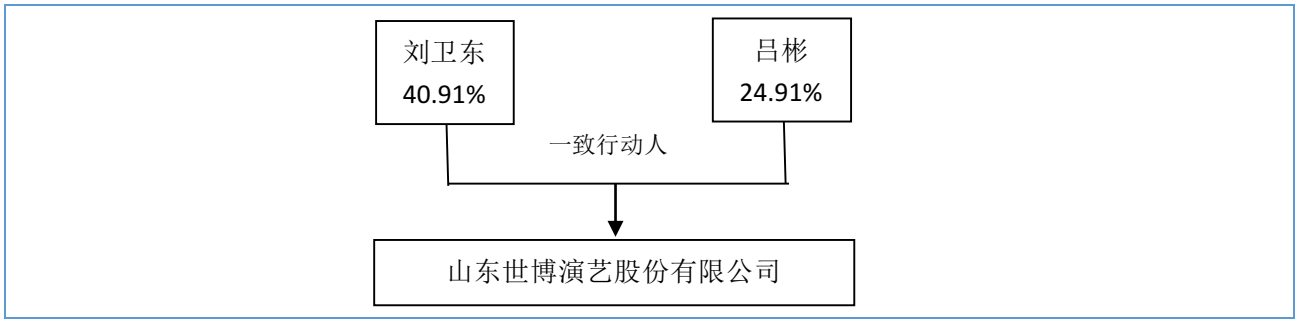 刘卫东
40.91%
吕彬
24.91%
一致行动人
山东世博演艺股份有限公司